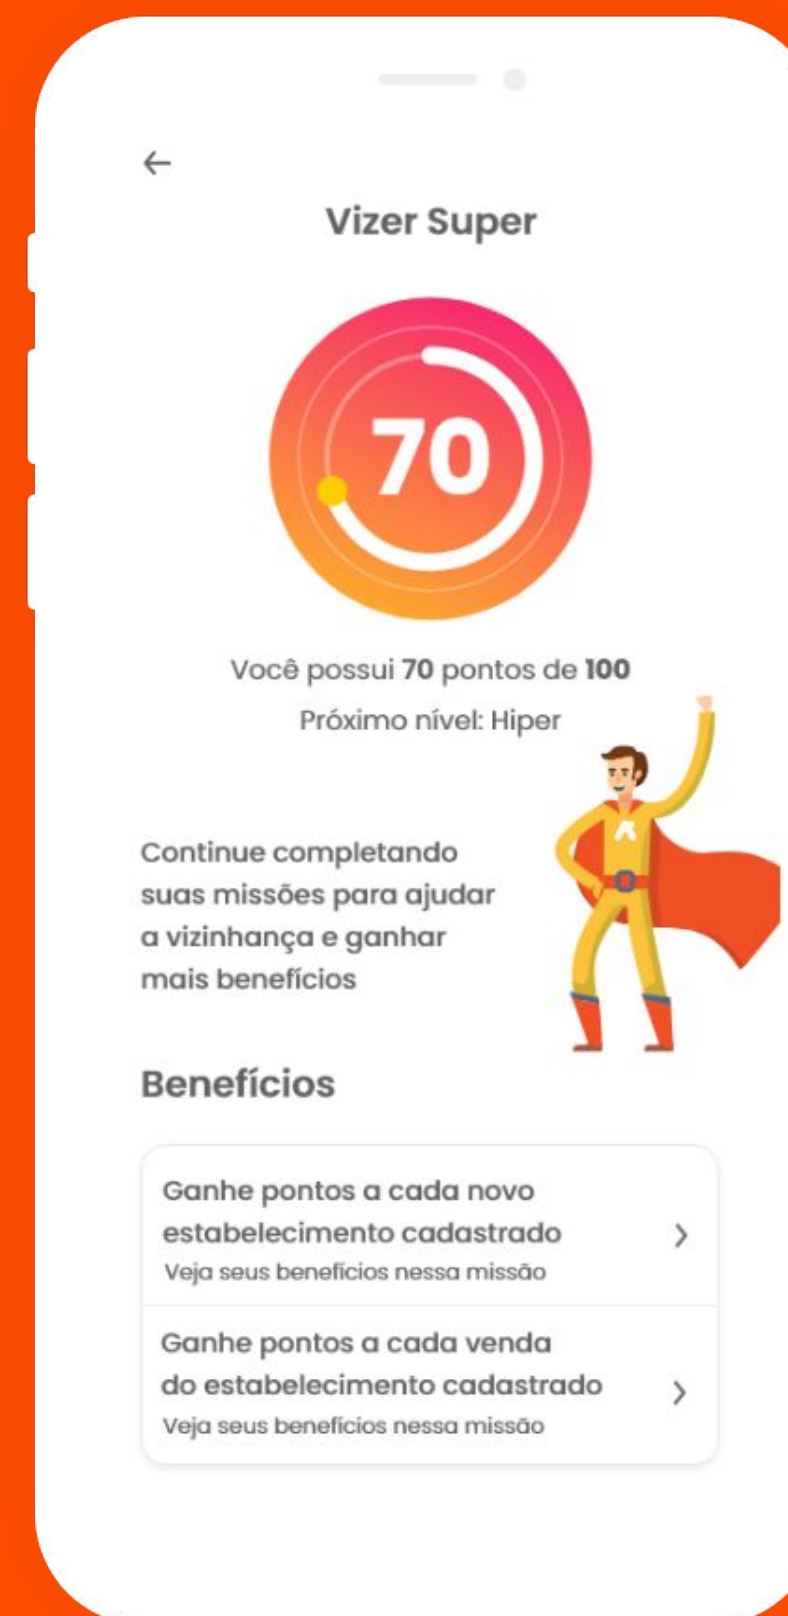 Vizer Super
70
Você possui 70 pontos de 100
Próximo nível: Hiper
Continue completando
suas missões para ajudar
a vizinhança e ganhar
mais benefícios
Benefícios
Ganhe pontos a cada novo
estabelecimento cadastrado
Veja seus benefícios nessa missão
Ganhe pontos a cada venda
do estabelecimento cadastrado
Veja seus benefícios nessa missão